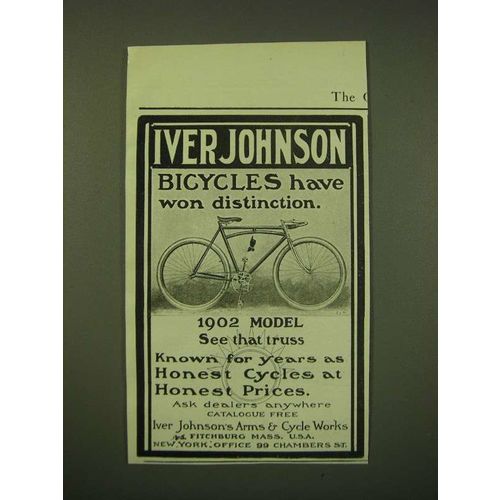 The
IVER JOHNSON
BICYCLES have
won distinction.
1902 MODEL
See that truss
Known for years as
Honest Cycles at
Honest Prices.
Ask dealers anywhere
CATALOGUE FREE
Iver Johnson's Arms & Cycle Works
FITCHBURG MASS. U.S.A.
NEW YORK, OFFICE 99 CHAMBERS ST.